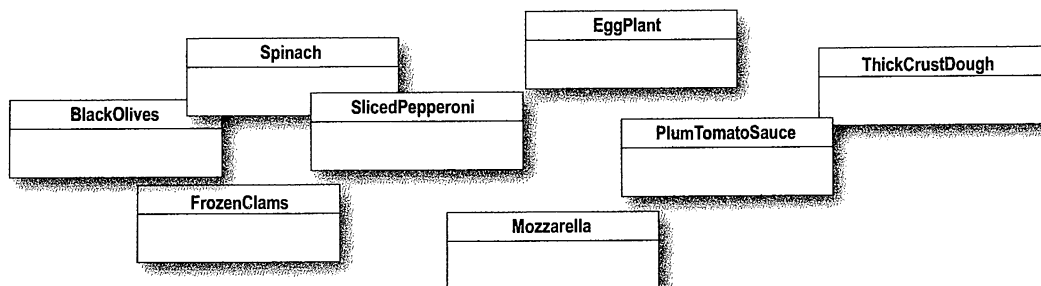 EggPlant
Spinach
ThickCrustDough
SlicedPepperoni
BlackOlives
PlumTomatoSauce
FrozenClams
Mozzarella